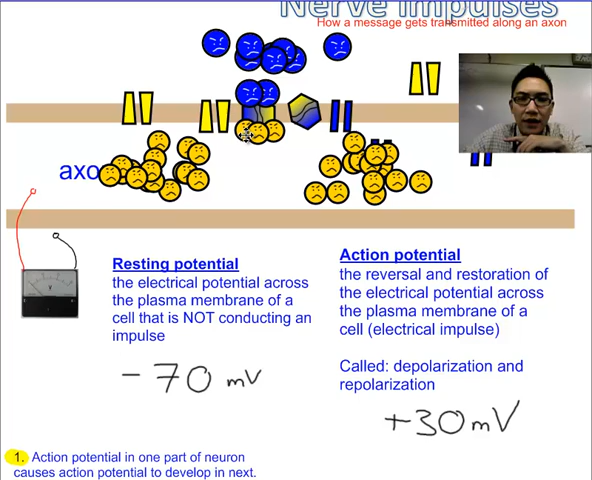 Nerve Impulses
How a message gets transmitted along an axon
axo
V
Resting potential
the electrical potential across
the plasma membrane of a
cell that is NOT conducting an
impulse
- 70 mV
Action potential
the reversal and restoration of
the electrical potential across
the plasma membrane of a
cell (electrical impulse)
Called: depolarization and
repolarization
+30 mV
1. Action potential in one part of neuron
causes action potential to develop in next.